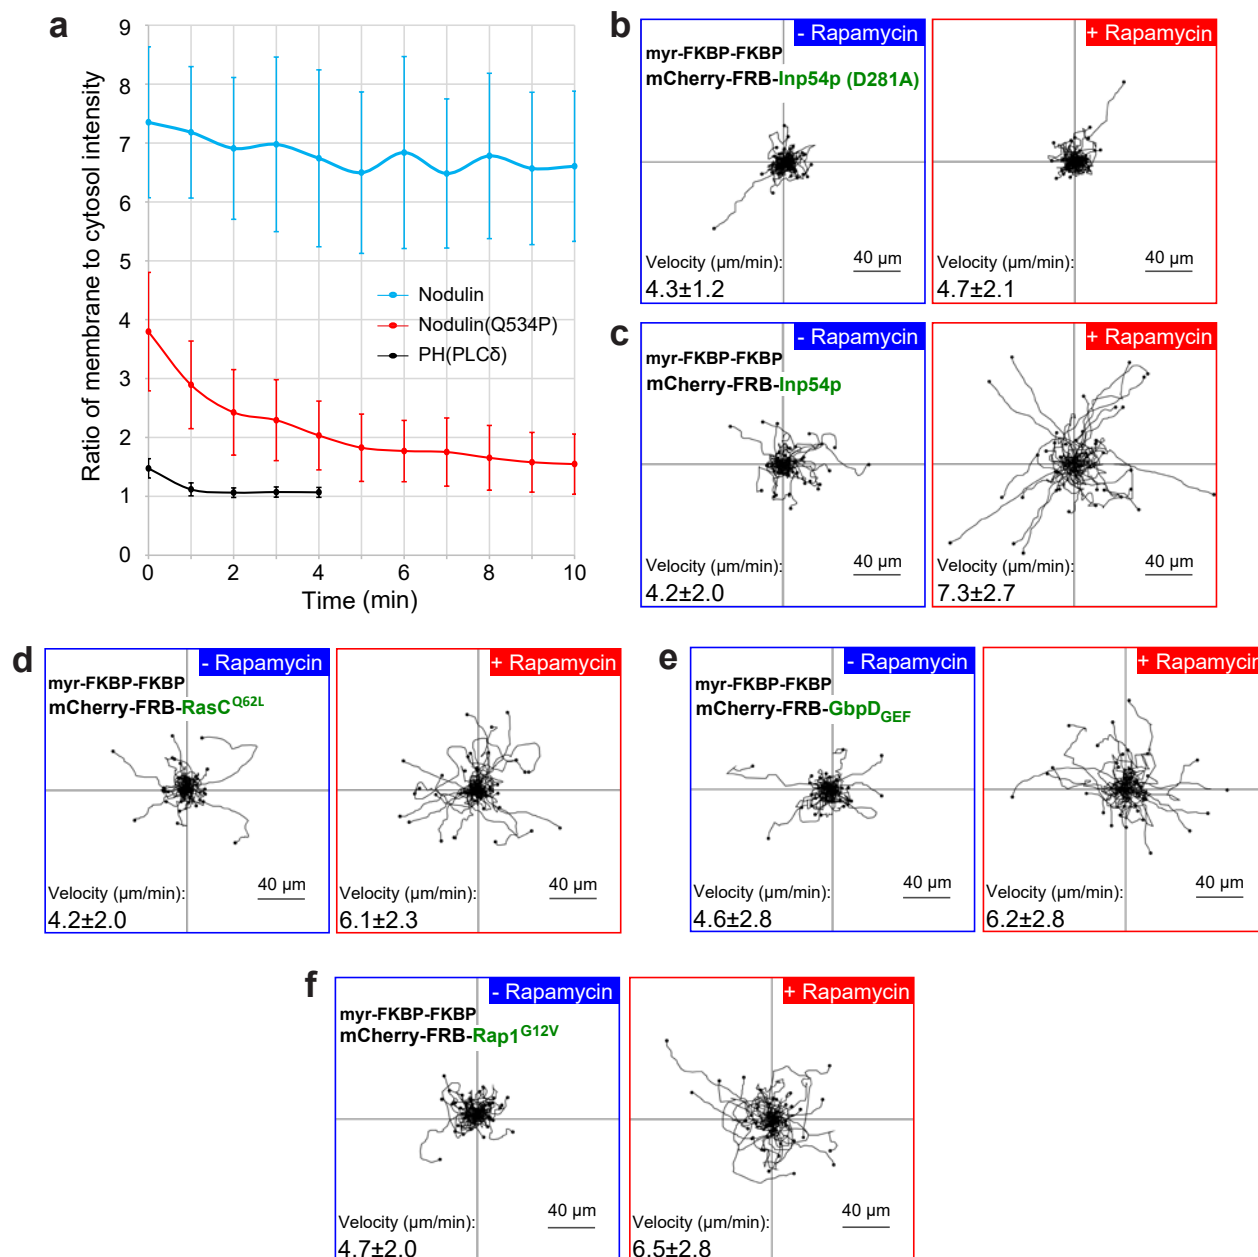 a
9
8
7
6
5
4
3
2
1
0
Ratio of membrane to cytosol intensity
0 2 4 6 8 10
Time (min)
Nodulin
Nodulin(Q534P)
PH(PLCδ)
b
- Rapamycin
myr-FKBP-FKBP
mCherry-FRB-Inp54p (D281A)
Velocity (µm/min):
4.3±1.2
40 µm
+ Rapamycin
Velocity (µm/min):
4.7±2.1
40 µm
c
- Rapamycin
myr-FKBP-FKBP
mCherry-FRB-Inp54p
Velocity (µm/min):
4.2±2.0
40 µm
+ Rapamycin
Velocity (µm/min):
7.3±2.7
40 µm
d
- Rapamycin
myr-FKBP-FKBP
mCherry-FRB-RasC^Q62L
Velocity (µm/min):
4.2±2.0
40 µm
+ Rapamycin
Velocity (µm/min):
6.1±2.3
40 µm
e
- Rapamycin
myr-FKBP-FKBP
mCherry-FRB-GbpD_GEF
Velocity (µm/min):
4.6±2.8
40 µm
+ Rapamycin
Velocity (µm/min):
6.2±2.8
40 µm
f
- Rapamycin
myr-FKBP-FKBP
mCherry-FRB-Rap1^G12V
Velocity (µm/min):
4.7±2.0
40 µm
+ Rapamycin
Velocity (µm/min):
6.5±2.8
40 µm